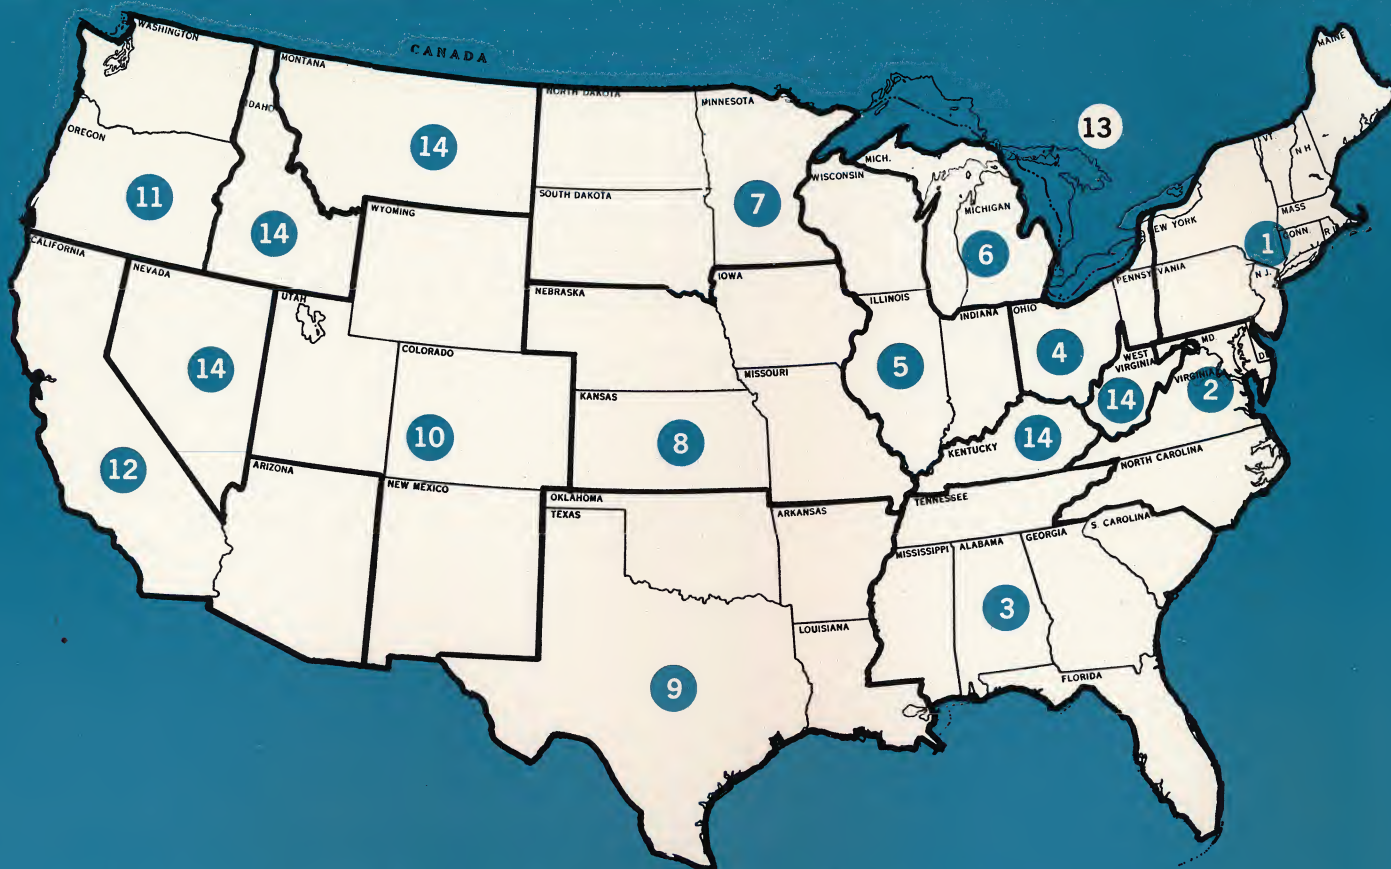 WASHINGTON
CANADA
MAINE
MONTANA
IDAHO
NORTH DAKOTA
MINNESOTA
13
OREGON
14
VT.
N H
MICH.
WISCONSIN
11
SOUTH DAKOTA
7
WYOMING
MICHIGAN
MASS
NEW YORK
CONN.
R I
1
14
6
CALIFORNIA
NEVADA
IOWA
PENNSYLVANIA
N.J.
UTAH
NEBRASKA
ILLINOIS
INDIANA
OHIO
MD
COLORADO
4
WEST
VIRGINIA
14
5
MISSOURI
VIRGINIA
2
KANSAS
14
10
8
14
KENTUCKY
12
ARIZONA
NORTH CAROLINA
NEW MEXICO
OKLAHOMA
TENNESSEE
TEXAS
ARKANSAS
S. CAROLINA
MISSISSIPPI
ALABAMA
GEORGIA
3
LOUISIANA
FLORIDA
9